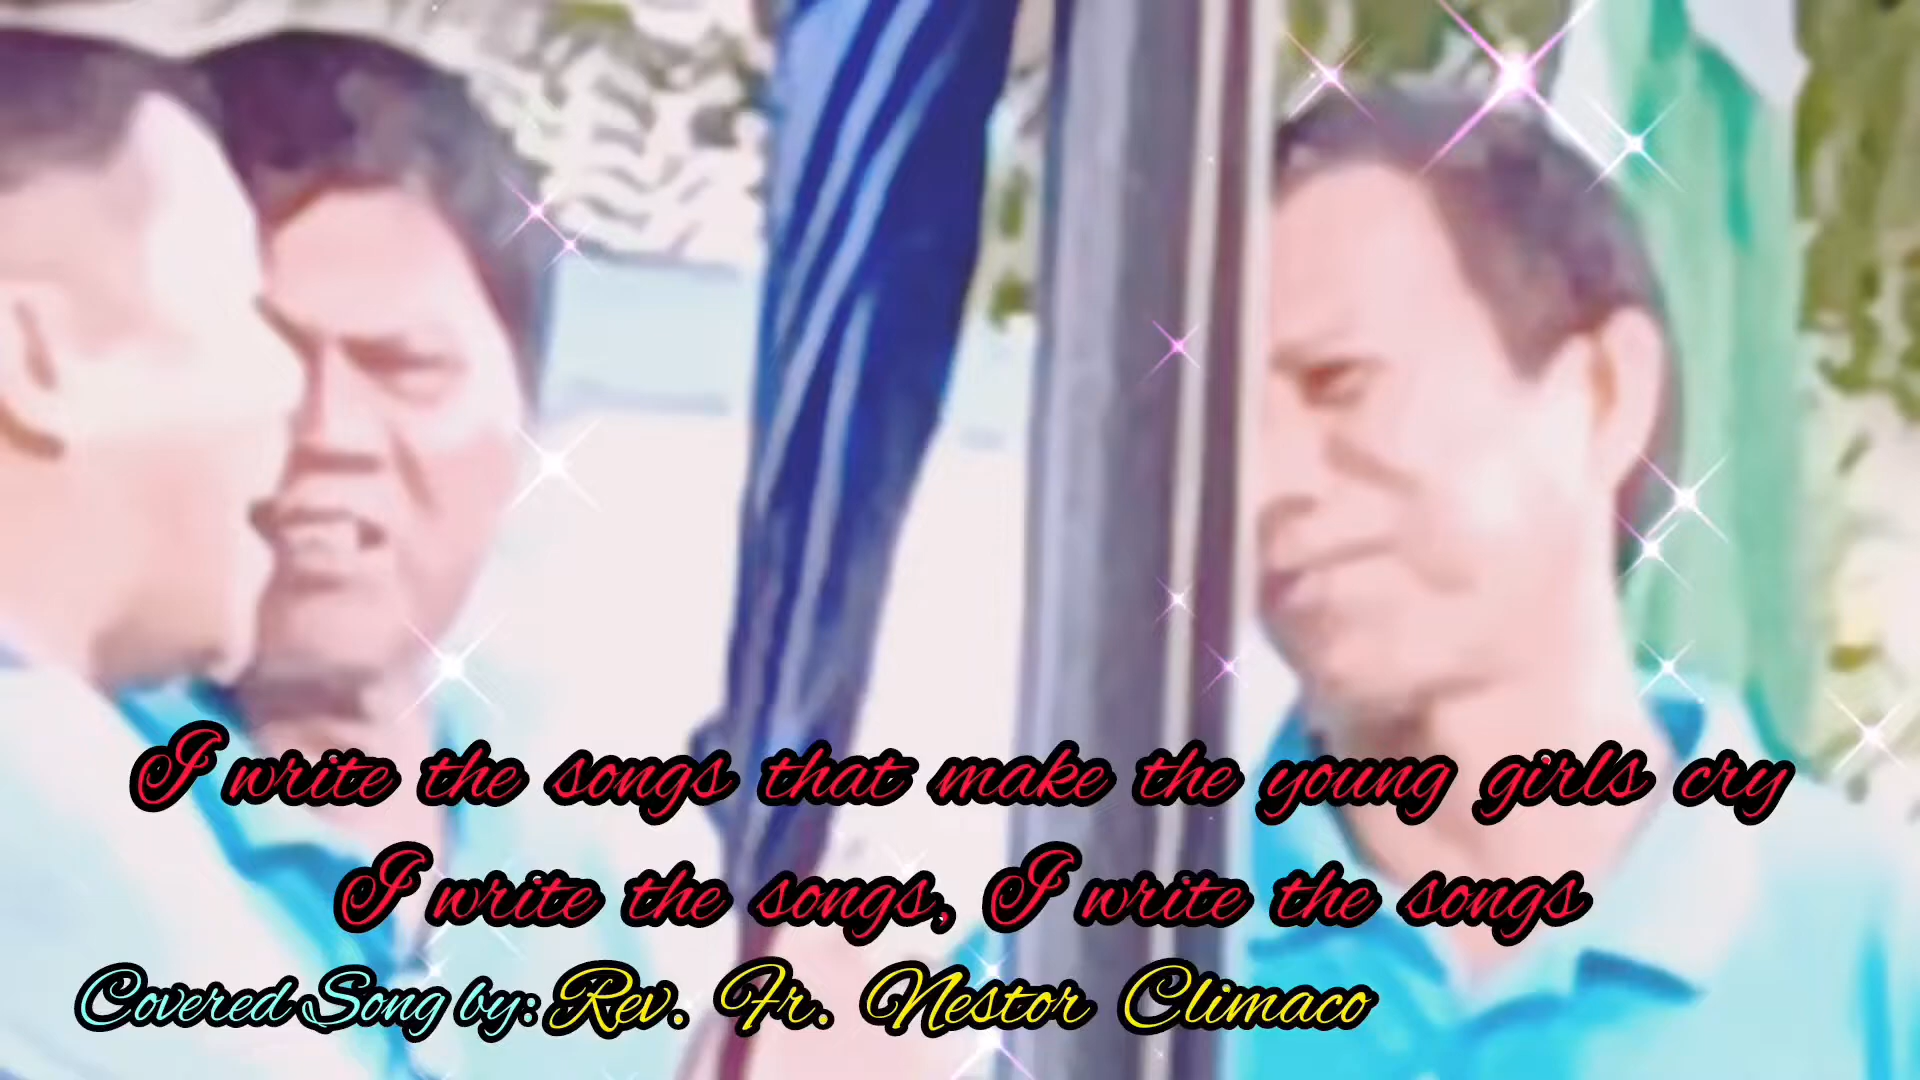 I write the songs that make the young girls cry
I write the songs, I write the songs
Covered Song by: Rev. Fr. Nestor Climaco